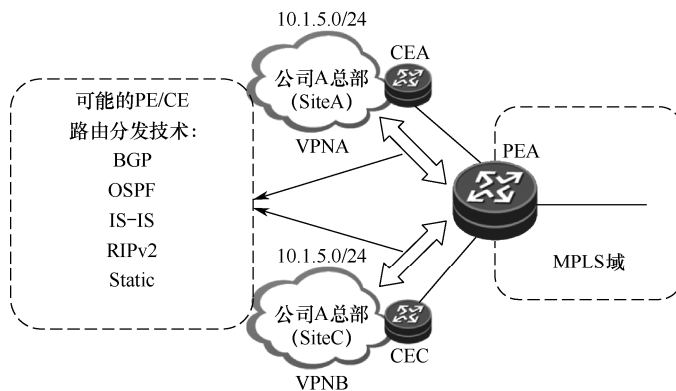 可能的PE/CE
路由分发技术:
BGP
OSPF
IS-IS
RIPv2
Static
10.1.5.0/24
公司A总部
(SiteA)
CEA
VPNA
PEA
MPLS域
10.1.5.0/24
公司A总部
(SiteC)
CEC
VPNB